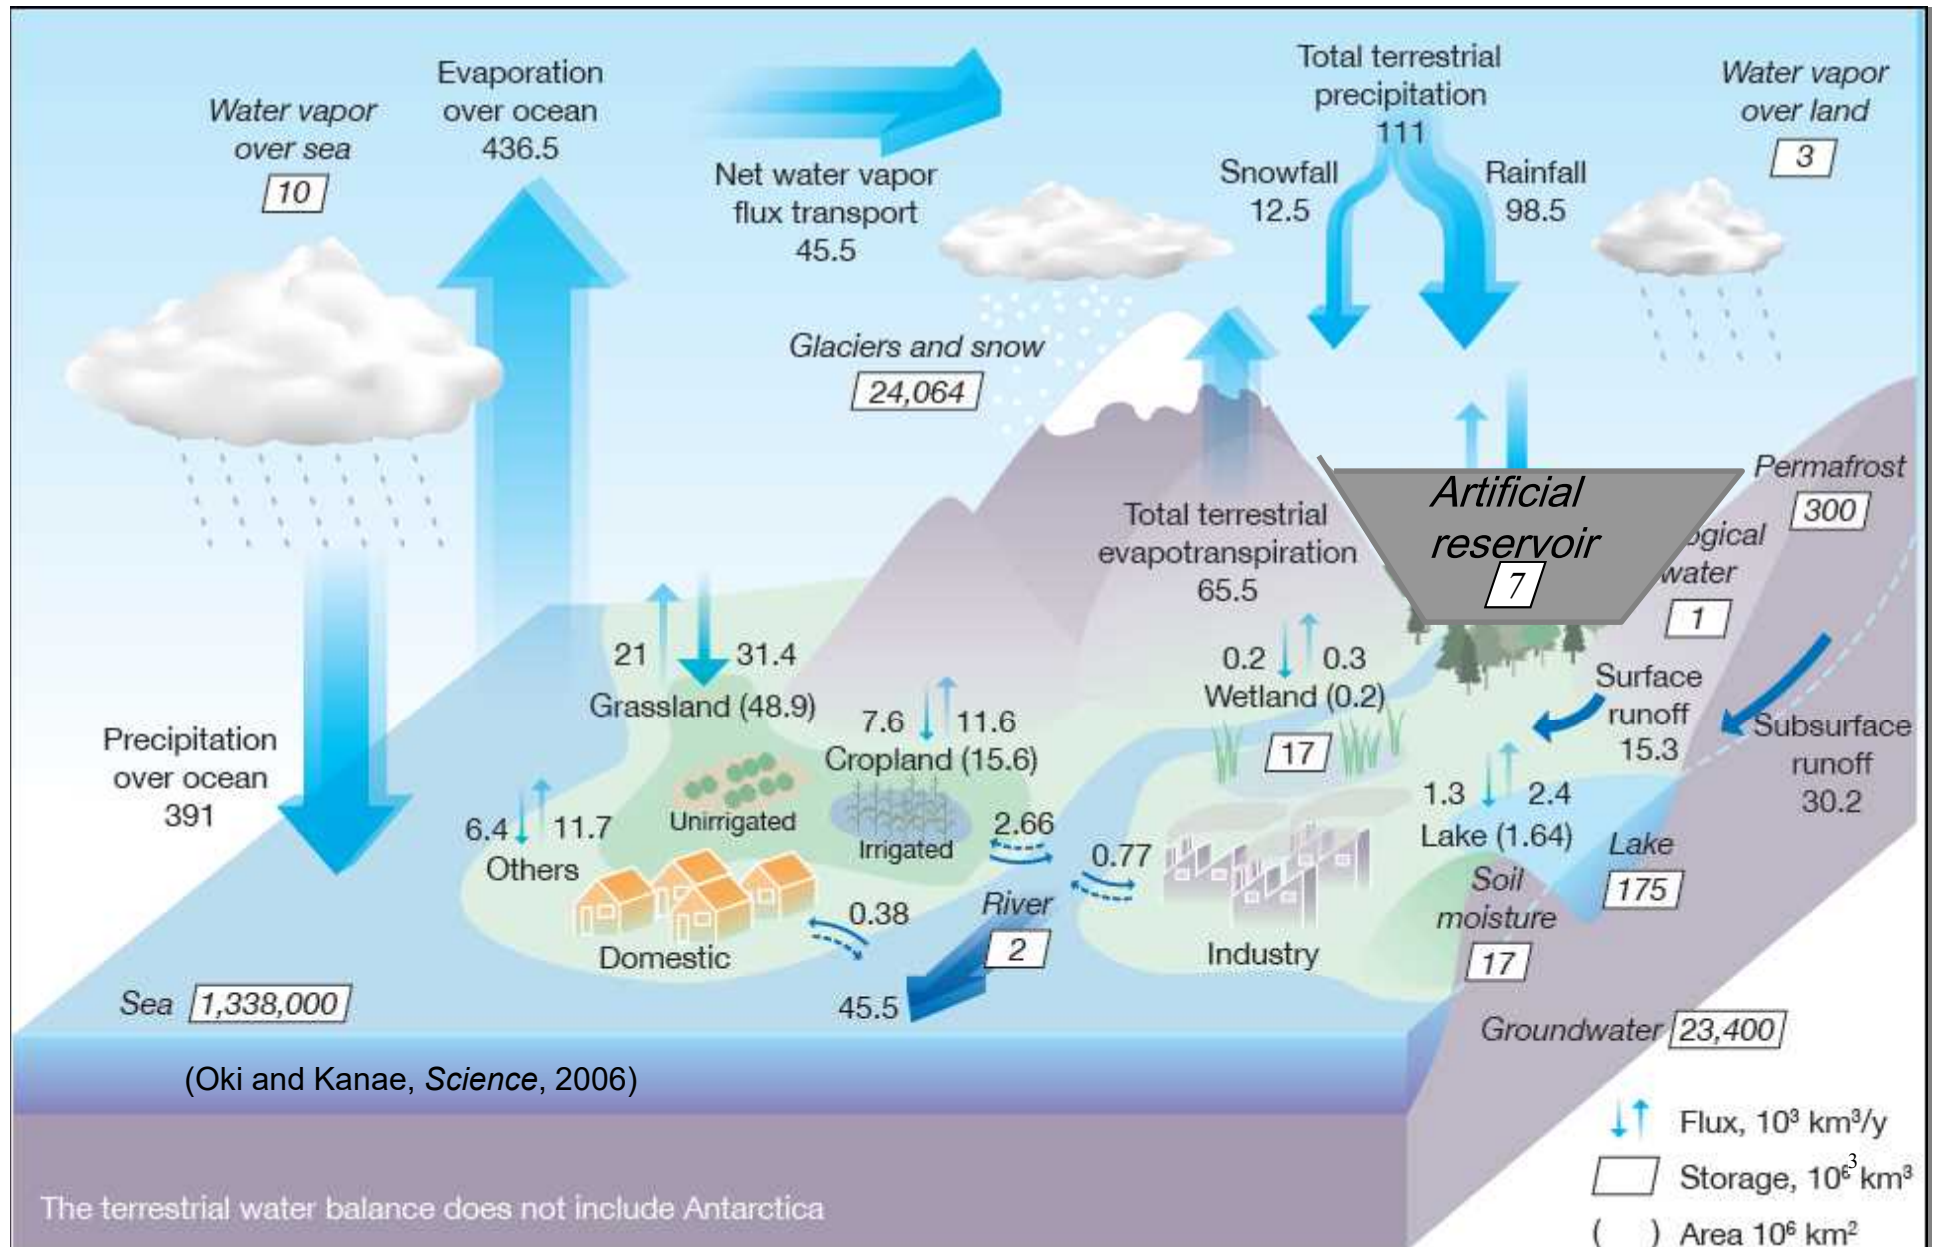 Water vapor
over sea
10
Evaporation
over ocean
436.5
Net water vapor
flux transport
45.5
Total terrestrial
precipitation
111
Snowfall
12.5
Rainfall
98.5
Water vapor
over land
3
Glaciers and snow
24,064
Permafrost
300
Artificial
reservoir
7
water
1
Total terrestrial
evapotranspiration
65.5
21
31.4
Grassland (48.9)
7.6
11.6
Cropland (15.6)
0.2
0.3
Wetland (0.2)
17
Surface
runoff
15.3
Subsurface
runoff
30.2
Precipitation
over ocean
391
6.4
11.7
Others
Unirrigated
Irrigated
2.66
0.77
1.3
2.4
Lake (1.64)
Lake
175
Soil
moisture
17
0.38
River
2
Domestic
Industry
45.5
Sea 1,338,000
Groundwater 23,400
(Oki and Kanae, Science, 2006)
Flux, 10³ km³/y
Storage, 10³ km³
( ) Area 10⁶ km²
The terrestrial water balance does not include Antarctica